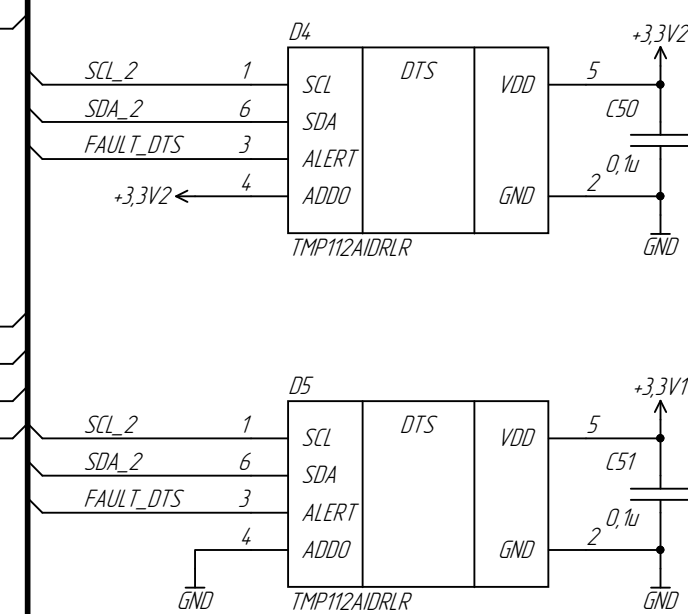 D4
+3,3V2
SCL_2 1 SCL DTS VDD 5
C50
SDA_2 6 SDA
FAULT_DTS 3 ALERT
0,1u
+3,3V2 4 ADD0 GND 2
TMP112AIDRLR
GND
D5
+3,3V1
SCL_2 1 SCL DTS VDD 5
C51
SDA_2 6 SDA
FAULT_DTS 3 ALERT
0,1u
4 ADD0 GND 2
GND
TMP112AIDRLR
GND